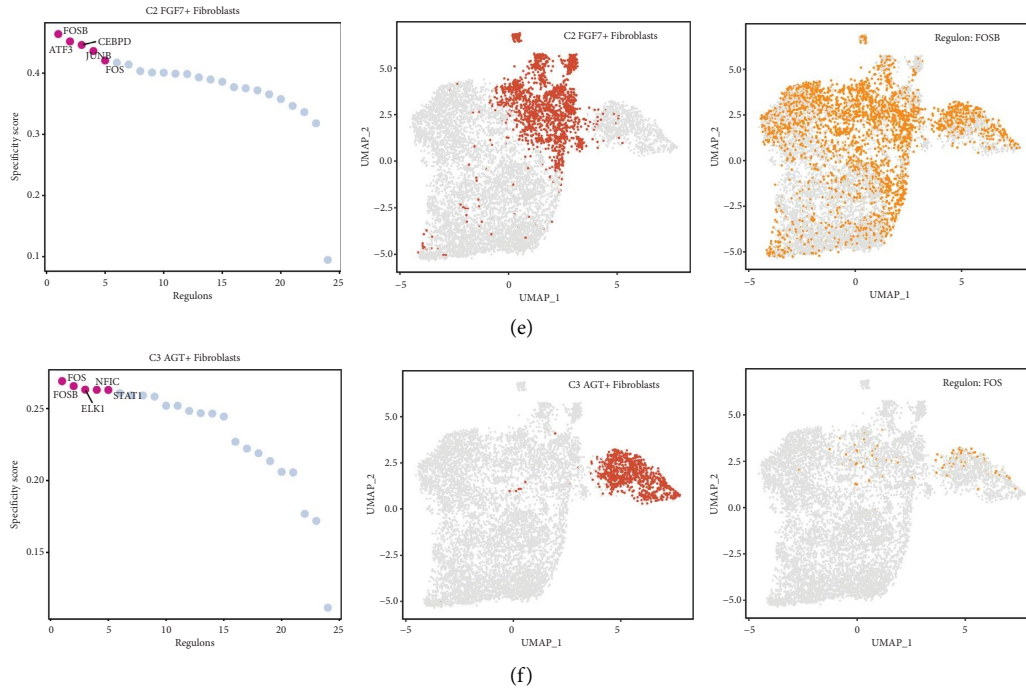 C2 FGF7+ Fibroblasts
FOSB
CEBPD
ATF3
JUNB
FOS
0.4
0.3
0.4
0.1
Specificity score
0
5
10
15
20
25
Regulons
C2 FGF7+ Fibroblasts
5.0
2.5
0.0
−2.5
−5.0
UMAP_2
−5
0
5
UMAP_1
Regulon: FOSB
5.0
2.5
0.0
−2.5
−5.0
UMAP_2
−5
0
5
UMAP_1
(e)
C3 AGT+ Fibroblasts
FOS
NFIC
FOSB
STAT1
ELK1
0.25
0.20
0.15
Specificity score
0
5
10
15
20
25
Regulons
C3 AGT+ Fibroblasts
5.0
2.5
0.0
−2.5
−5.0
UMAP_2
−5
0
5
UMAP_1
Regulon: FOS
5.0
2.5
0.0
−2.5
5.0
UMAP_2
−5
0
5
UMAP_1
(f)